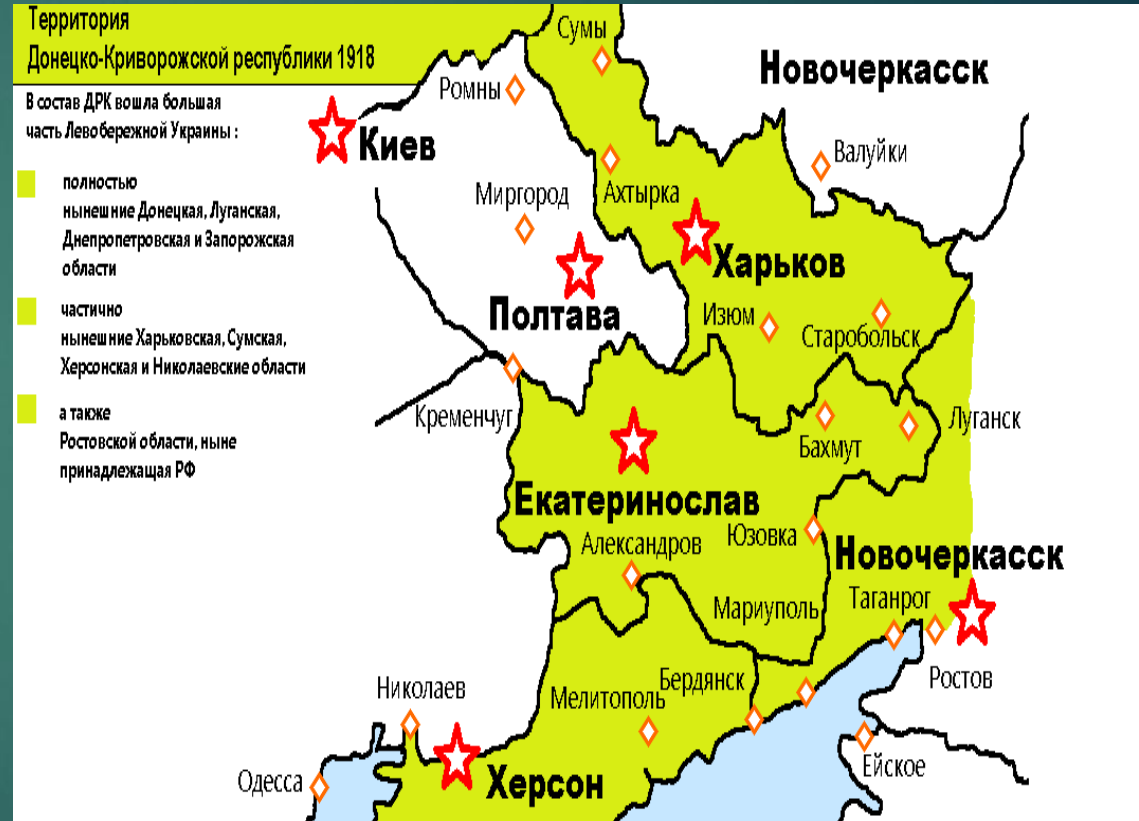 Территория
Донецко-Криворожской республики 1918
В состав ДРК вошла большая
часть Левобережной Украины :
полностью
нынешние Донецкая, Луганская,
Днепропетровская и Запорожская
области
частично
нынешние Харьковская, Сумская,
Херсонская и Николаевские области
а также
Ростовской области, ныне
принадлежащая РФ
Сумы
Новочеркасск
Ромны
Киев
Валуйки
Миргород
Ахтырка
Харьков
Полтава
Изюм
Старобольск
Кременчуг
Луганск
Бахмут
Екатеринослав
Юзовка
Александров
Новочеркасск
Таганрог
Мариуполь
Ростов
Бердянск
Николаев
Мелитополь
Ейское
Одесса
Херсон